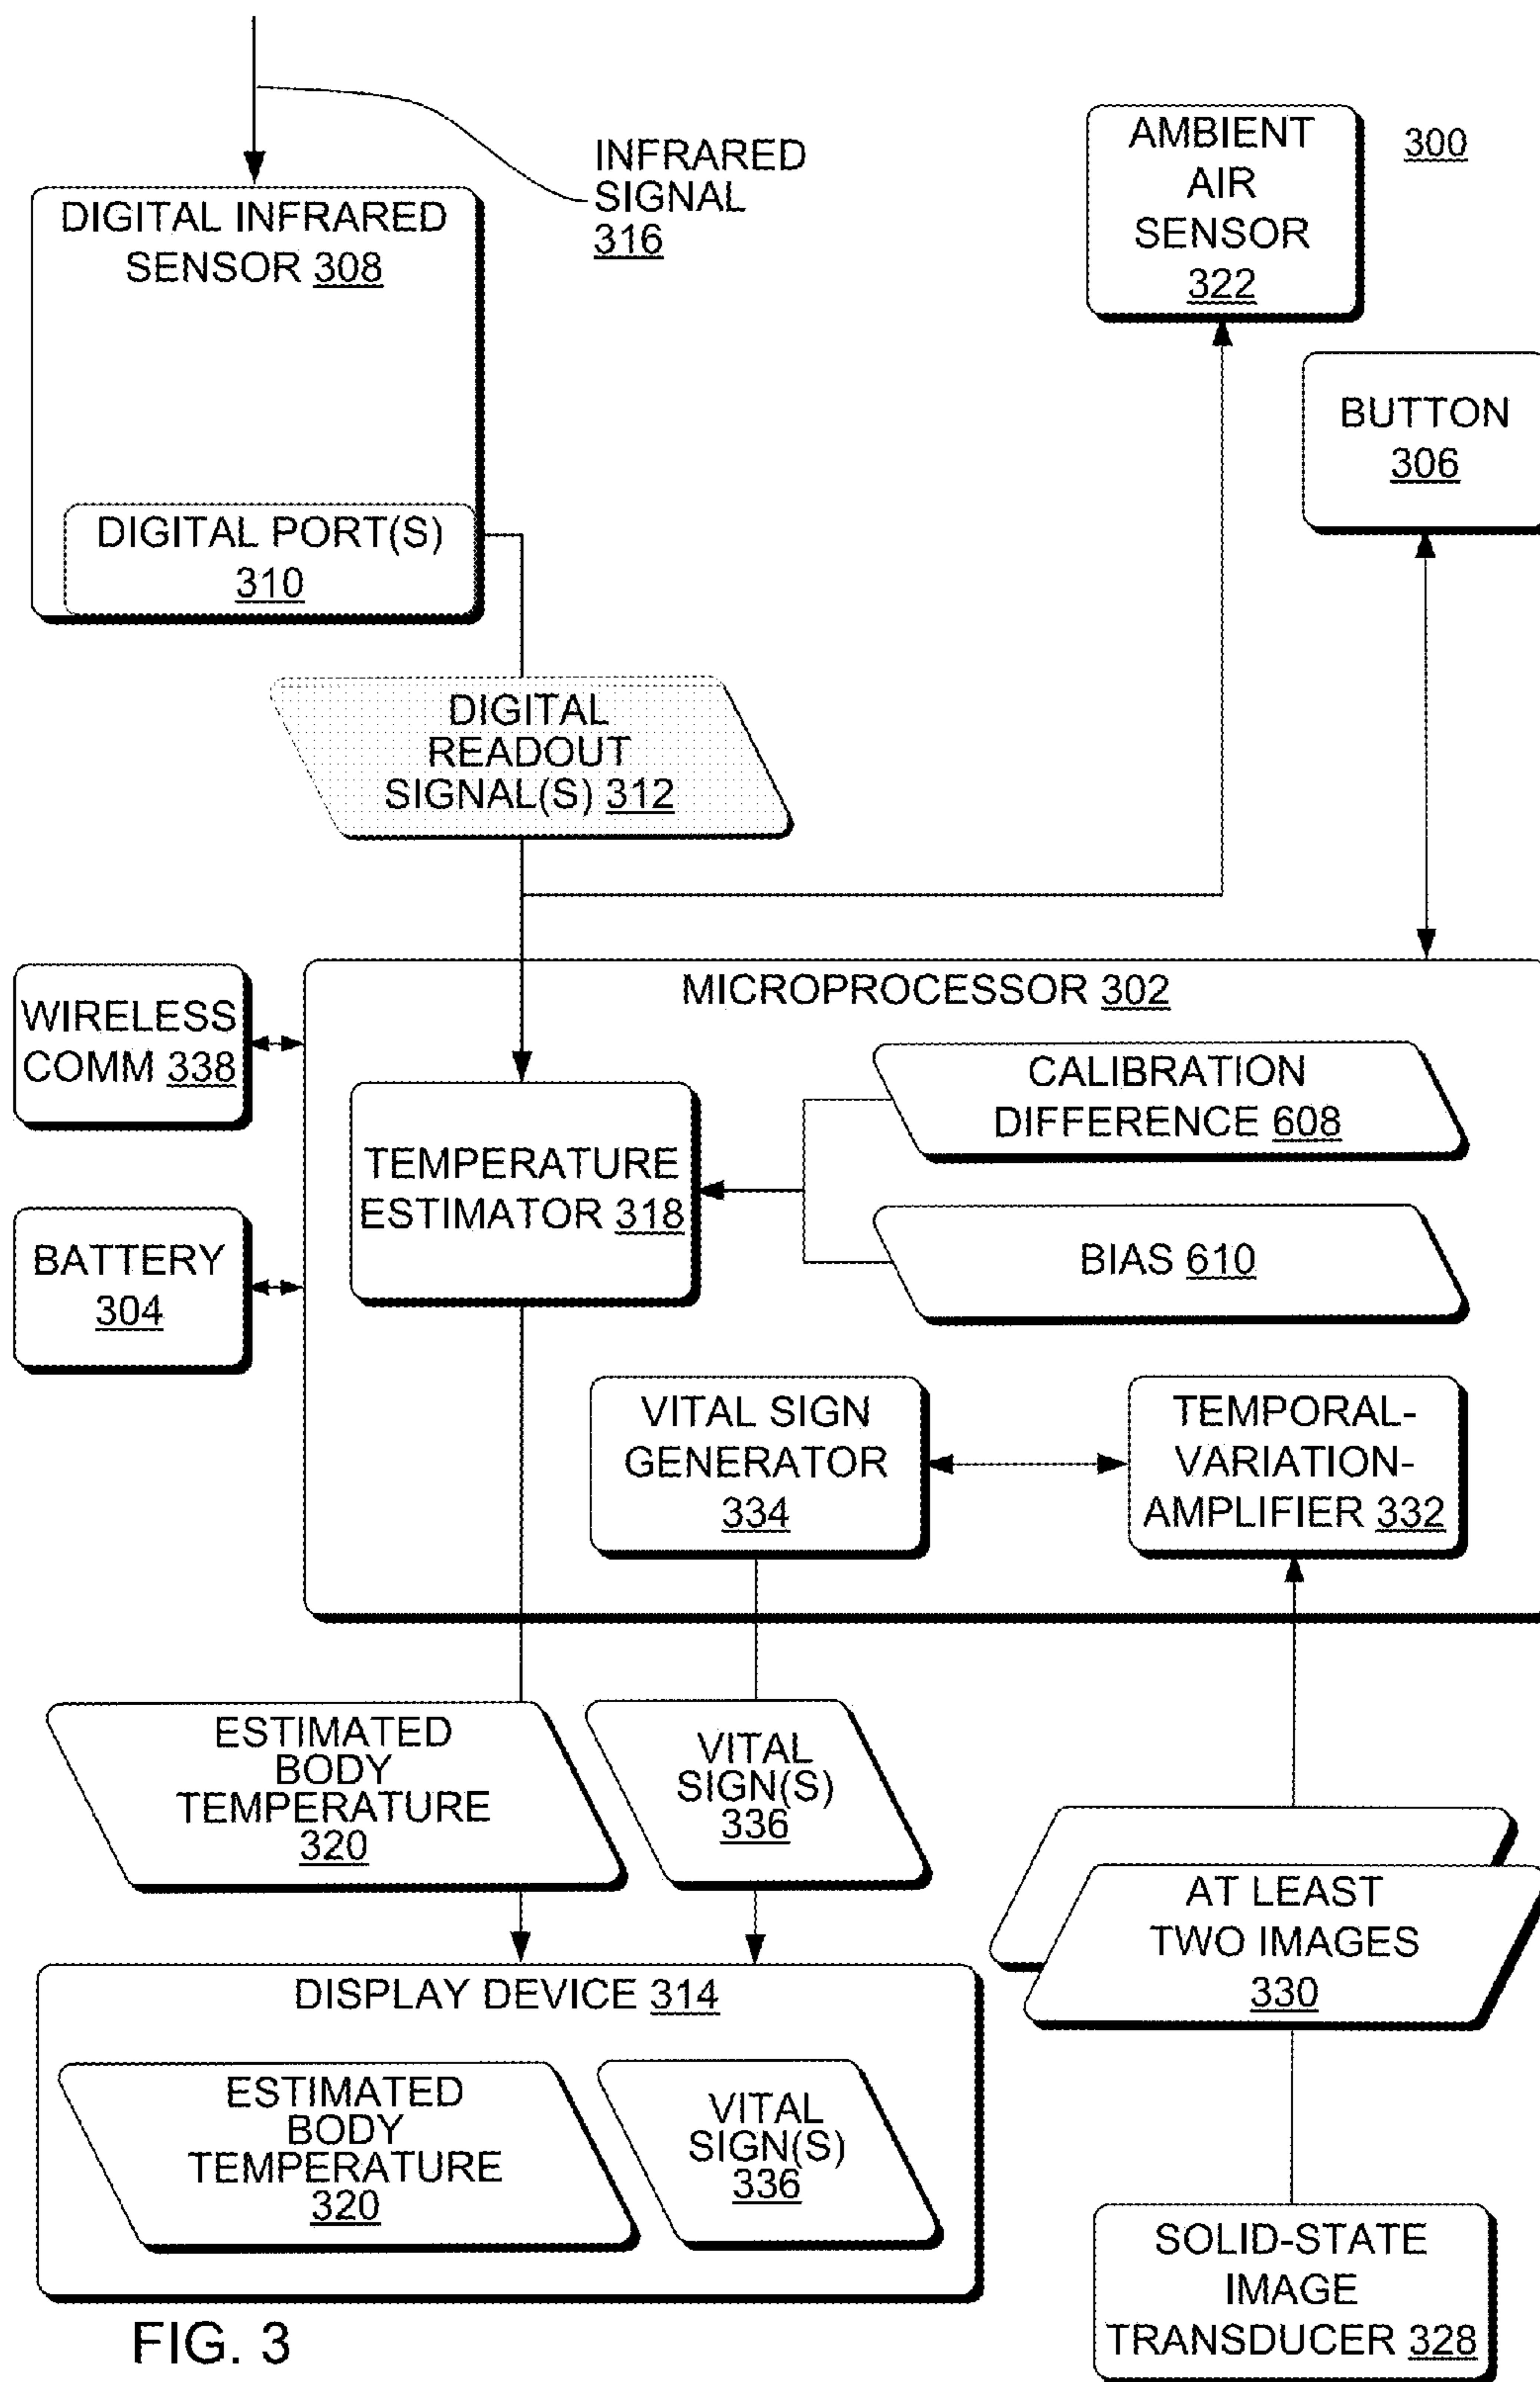 INFRARED
SIGNAL
316
AMBIENT
AIR
SENSOR
322
300
DIGITAL INFRARED
SENSOR 308
BUTTON
306
DIGITAL PORT(S)
310
DIGITAL
READOUT
SIGNAL(S) 312
MICROPROCESSOR 302
WIRELESS
COMM 338
CALIBRATION
DIFFERENCE 608
TEMPERATURE
ESTIMATOR 318
BATTERY
304
BIAS 610
VITAL SIGN
GENERATOR
334
TEMPORAL-
VARIATION-
AMPLIFIER 332
ESTIMATED
BODY
TEMPERATURE
320
VITAL
SIGN(S)
336
AT LEAST
TWO IMAGES
330
DISPLAY DEVICE 314
ESTIMATED
BODY
TEMPERATURE
320
VITAL
SIGN(S)
336
SOLID-STATE
IMAGE
TRANSDUCER 328
FIG. 3